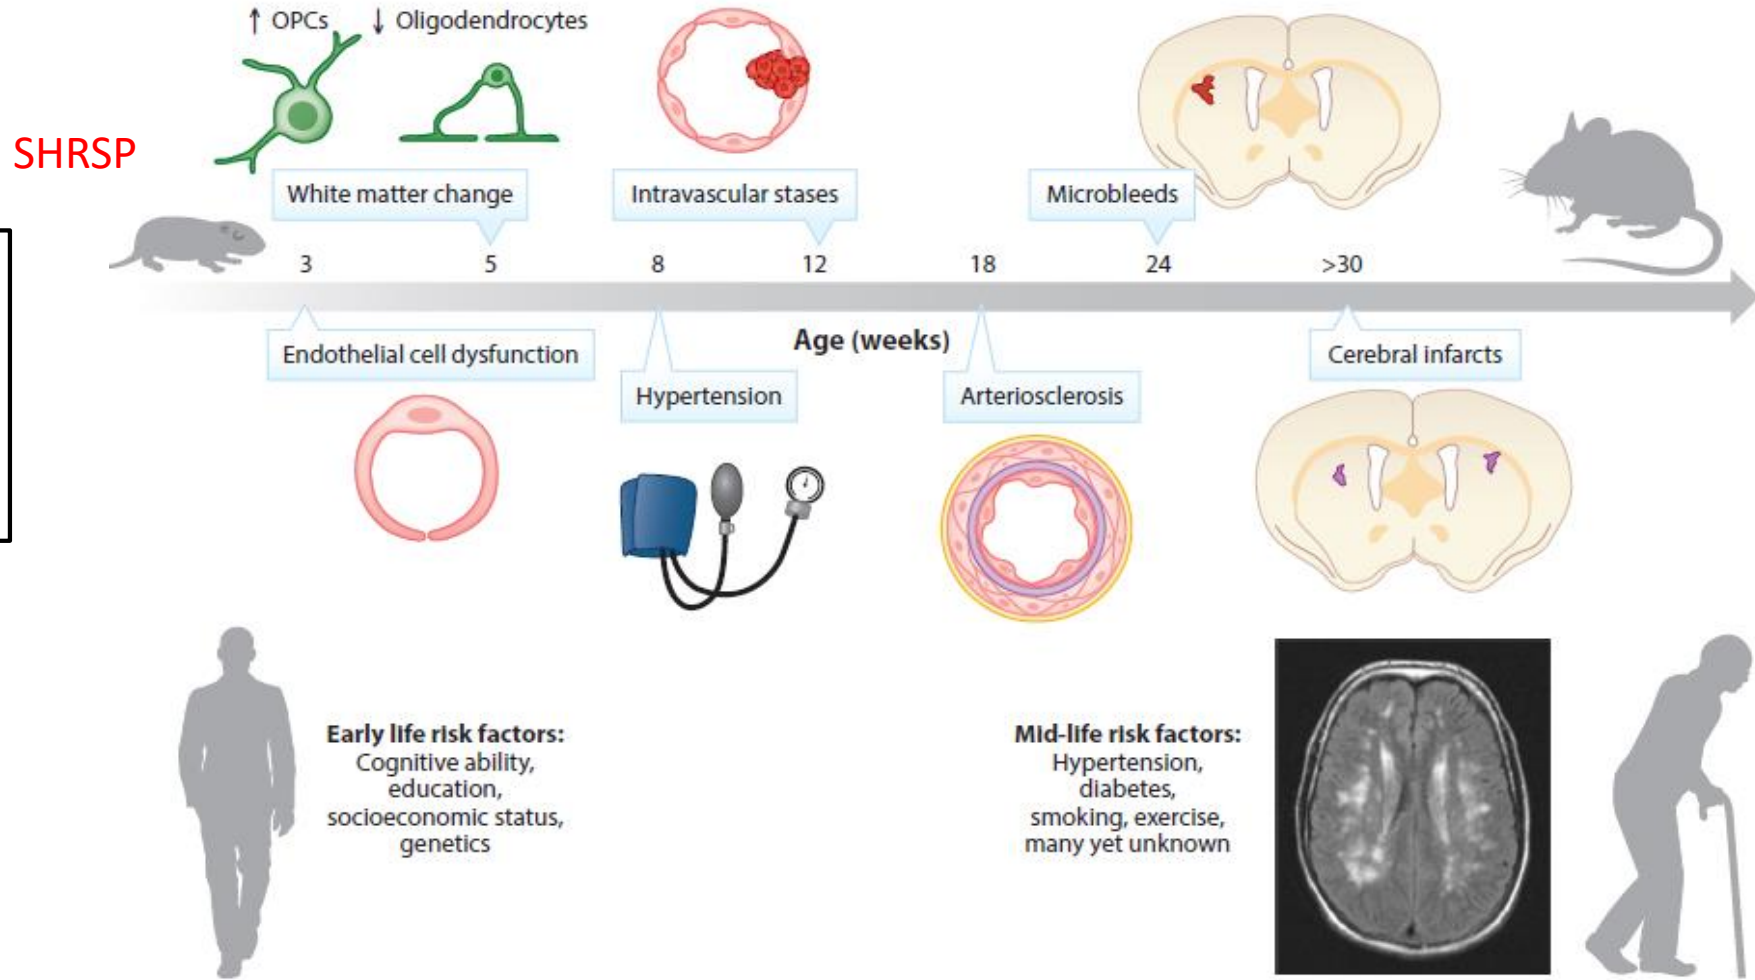 ↑ OPCs ↓ Oligodendrocytes
SHRSP
White matter change
Intravascular stases
Microbleeds
3 5 8 12 18 24 >30
Age (weeks)
Endothelial cell dysfunction
Hypertension
Arteriosclerosis
Cerebral infarcts
Early life risk factors:
Cognitive ability,
education,
socioeconomic status,
genetics
Mid-life risk factors:
Hypertension,
diabetes,
smoking, exercise,
many yet unknown